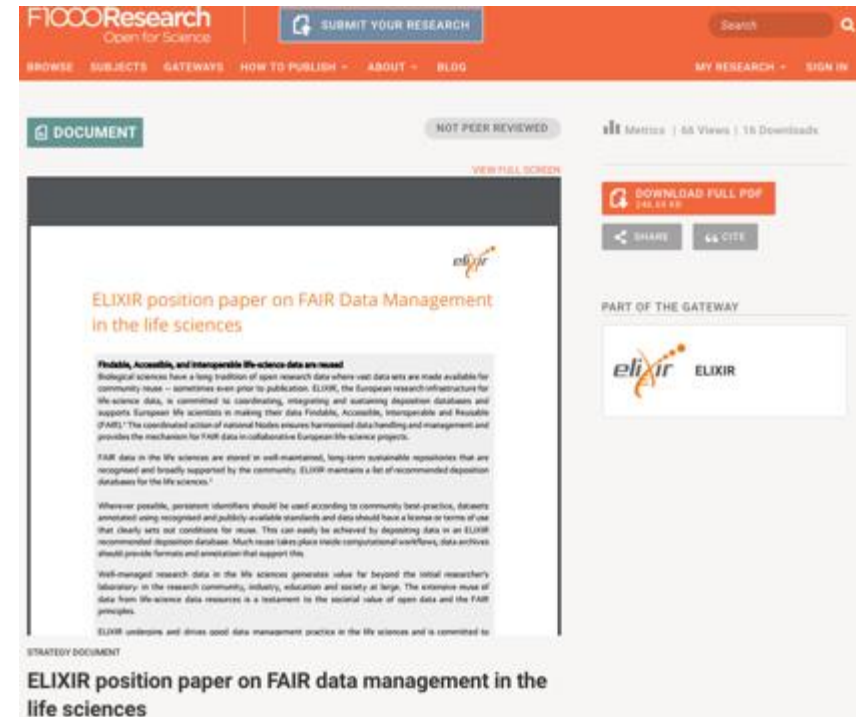 F1000Research
Open for Science
SUBMIT YOUR RESEARCH
Search
BROWSE SUBJECTS GATEWAYS HOW TO PUBLISH ABOUT BLOG
MY RESEARCH SIGN IN
DOCUMENT
NOT PEER REVIEWED
Metrics | 66 Views | 16 Downloads
VIEW FULL SCREEN
DOWNLOAD FULL PDF
KB
SHARE CITE
elixir
ELIXIR position paper on FAIR Data Management
in the life sciences
PART OF THE GATEWAY
elixir ELIXIR
Findable, Accessible, and interoperable life-science data are reused
Biological sciences have a long tradition of open research data where vast data sets are made available for
community reuse – sometimes even prior to publication. ELIXIR, the European research infrastructure for
life-science data, is committed to coordinating, integrating and sustaining deposition databases and
supports European life scientists in making their data Findable, Accessible, Interoperable and Reusable
(FAIR).¹ The coordinated action of national Nodes ensures harmonised data handling and management and
provides the mechanism for FAIR data in collaborative European life-science projects.
FAIR data in the life sciences are stored in well-maintained, long-term sustainable repositories that are
recognised and broadly supported by the community. ELIXIR maintains a list of recommended deposition
databases for the life sciences.²
Wherever possible, persistent identifiers should be used according to community best-practice, datasets
annotated using recognised and publicly-available standards and data should have a license or terms of use
that clearly sets out conditions for reuse. This can easily be achieved by depositing data in an ELIXIR
recommended deposition database. Much reuse takes place inside computational workflows, data archives
should provide formats and annotation that support this.
Well-managed research data in the life sciences generates value far beyond the initial researcher's
laboratory: in the research community, industry, education and society at large. The extensive reuse of
data from life-science data resources is a testament to the societal value of open data and the FAIR
principles.
ELIXIR underpins and drives good data management practice in the life sciences and is committed to
STRATEGY DOCUMENT
ELIXIR position paper on FAIR data management in the
life sciences